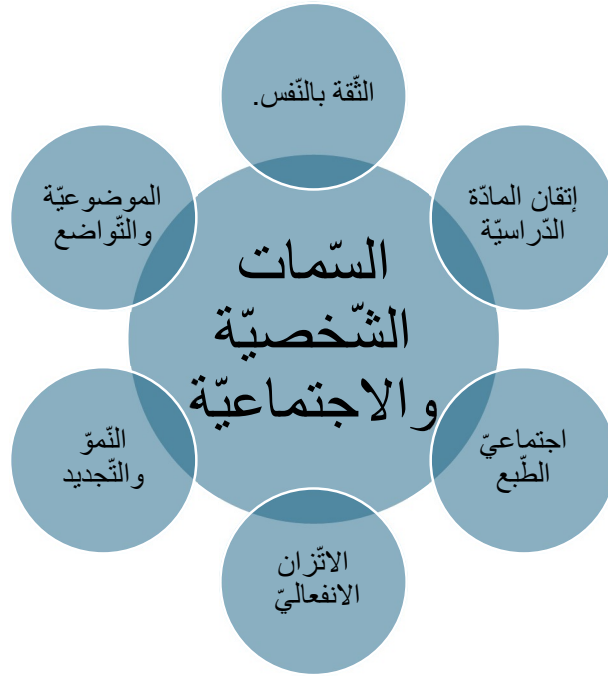 الثّقة بالنّفس.
إتقان المادّة
الدّراسيّة
الموضوعيّة
والتّواضع
السّمات
الشّخصيّة
والاجتماعيّة
اجتماعيّ
الطّبع
النّموّ
والتّجديد
الاتّزان
الانفعاليّ